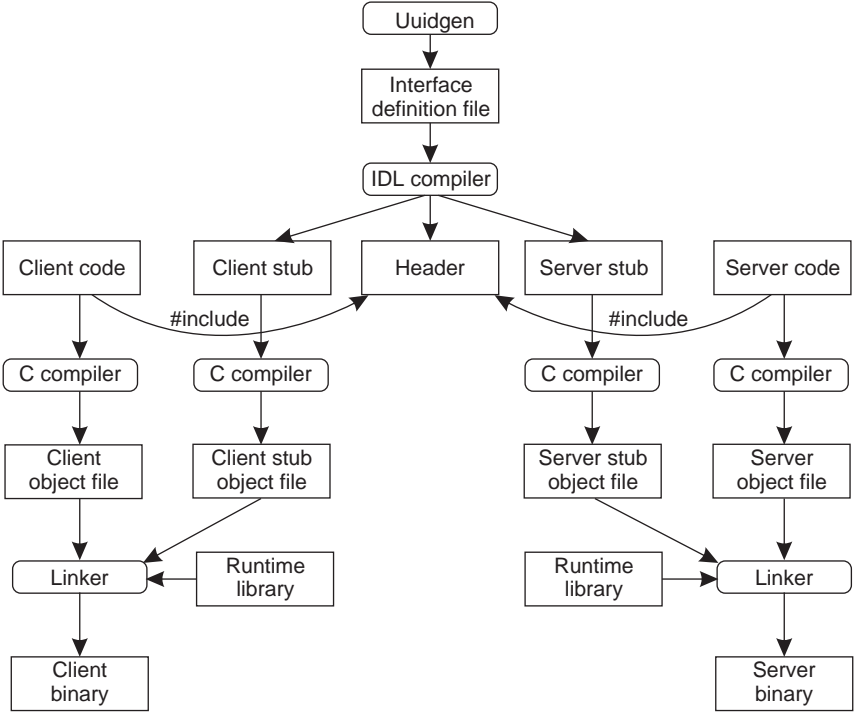 Uuidgen
Interface
definition file
IDL compiler
Client code
Client stub
Header
Server stub
Server code
#include
#include
C compiler
C compiler
C compiler
C compiler
Client
object file
Client stub
object file
Server stub
object file
Server
object file
Linker
Runtime
library
Runtime
library
Linker
Client
binary
Server
binary